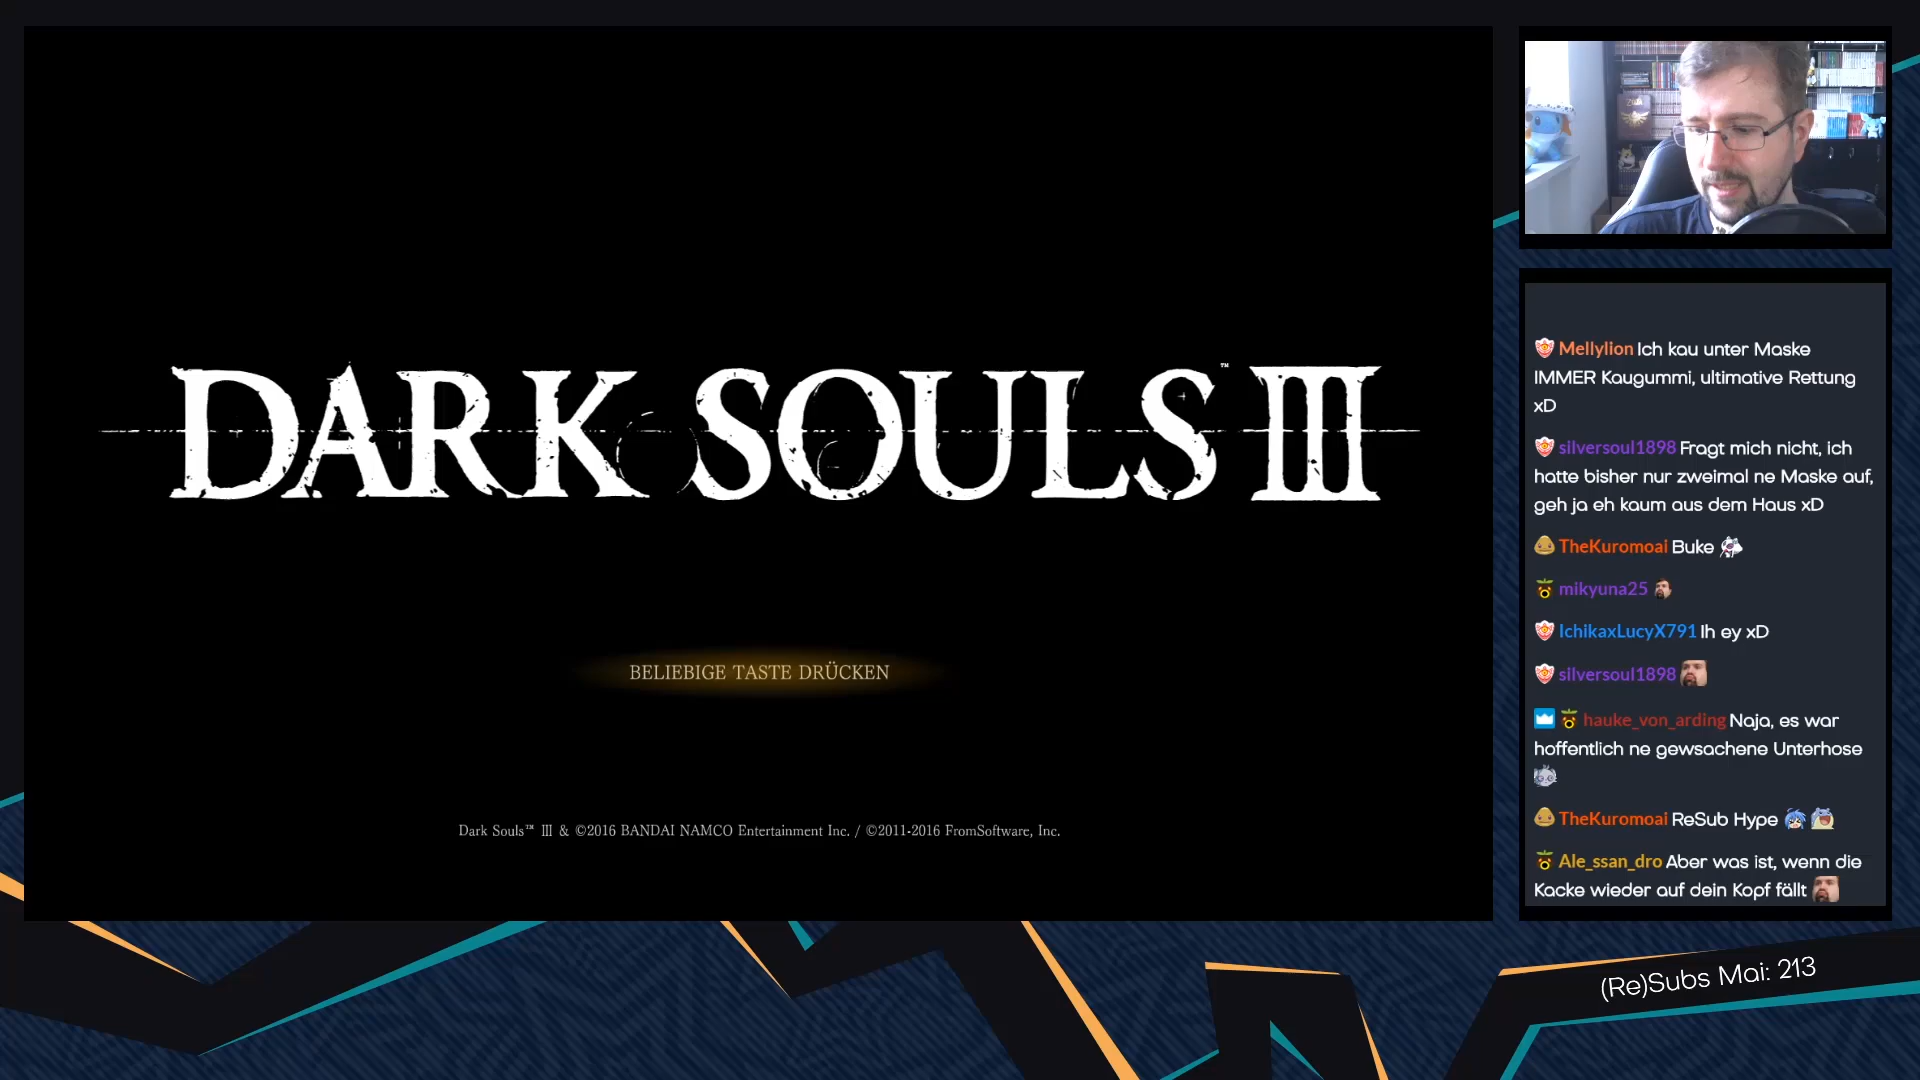 DARK SOULS™ III
BELIEBIGE TASTE DRÜCKEN
Dark Souls™ III & ©2016 BANDAI NAMCO Entertainment Inc. / ©2011-2016 FromSoftware, Inc.
Mellylion Ich kau unter Maske
IMMER Kaugummi, ultimative Rettung
xD
silversoul1898 Fragt mich nicht, ich
hatte bisher nur zweimal ne Maske auf,
geh ja eh kaum aus dem Haus xD
TheKuromoai Buke
mikyuna25
IchikaxLucyX791 Ih ey xD
silversoul1898
hauke_von_arding Naja, es war
hoffentlich ne gewsachene Unterhose
TheKuromoai ReSub Hype
Ale_ssan_dro Aber was ist, wenn die
Kacke wieder auf dein Kopf fällt
(Re)Subs Mai: 213